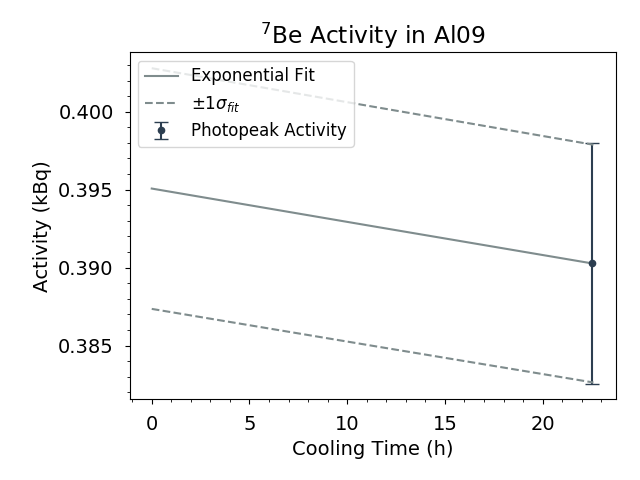 ⁷Be Activity in Al09
Exponential Fit
±1σ_fit
Photopeak Activity
Activity (kBq)
0.400
0.395
0.390
0.385
0 5 10 15 20
Cooling Time (h)